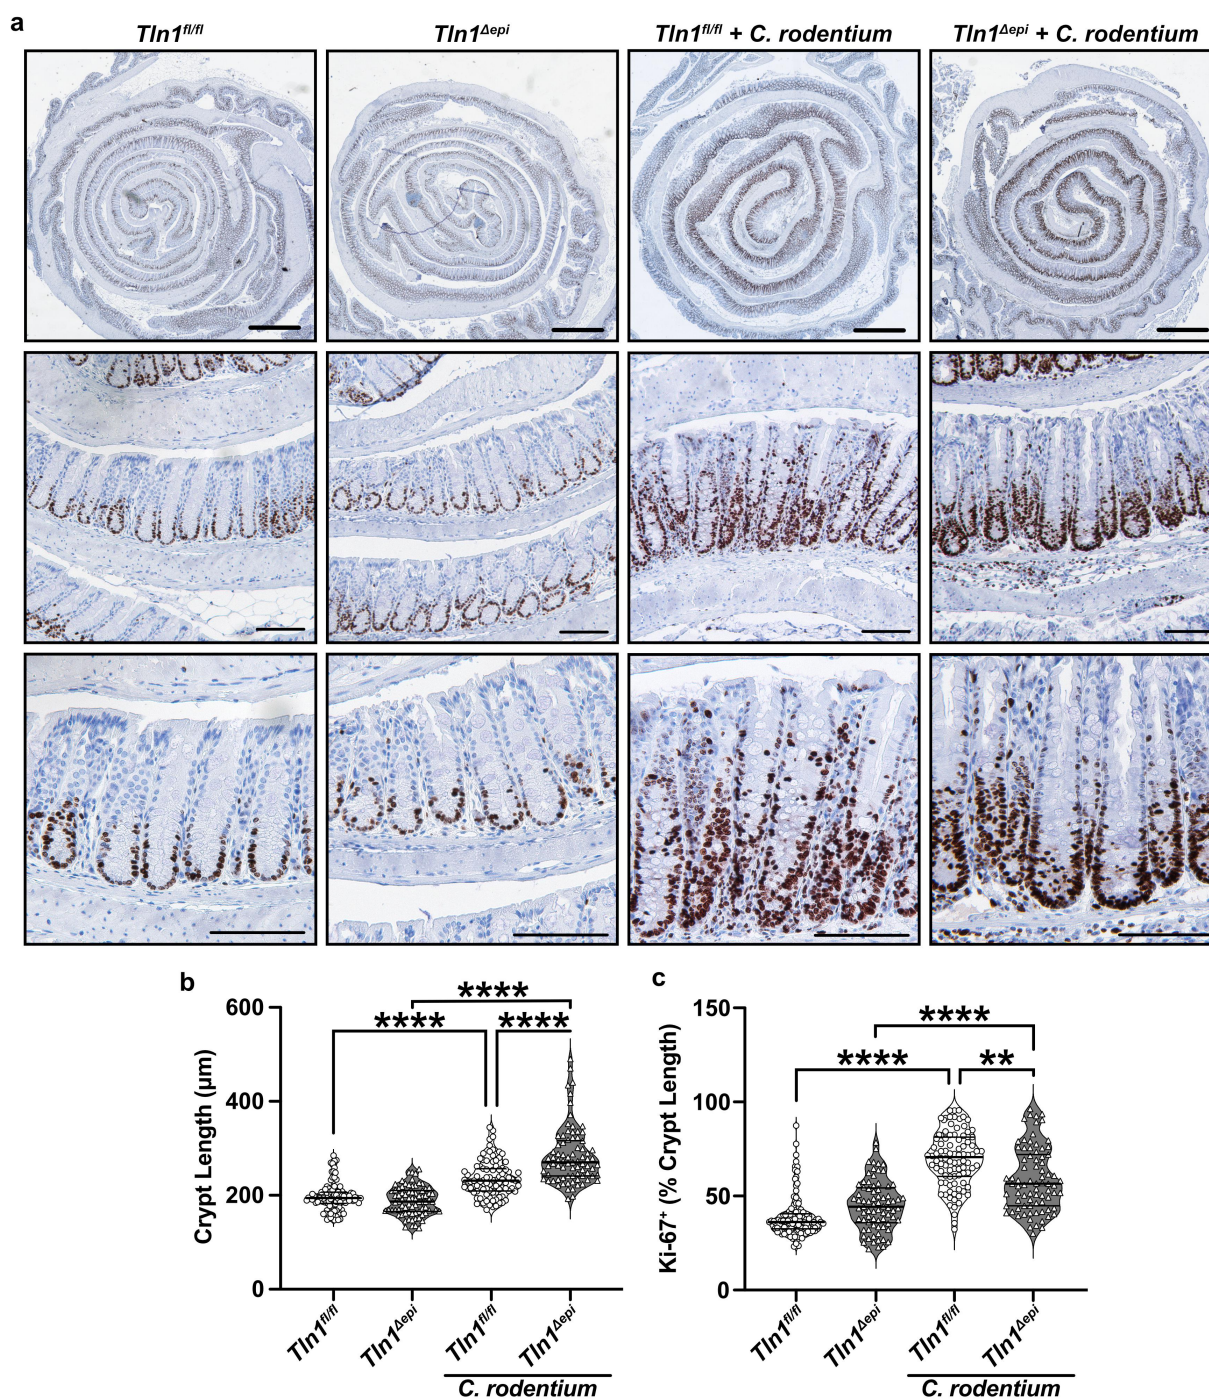 a
Tln1fl/fl
Tln1Δepi
Tln1fl/fl + C. rodentium
Tln1Δepi + C. rodentium
b
600
400
200
0
Crypt Length (μm)
****
****
****
Tln1fl/fl
Tln1Δepi
Tln1fl/fl
Tln1Δepi
C. rodentium
c
150
100
50
0
Ki-67+ (% Crypt Length)
****
****
**
Tln1fl/fl
Tln1Δepi
Tln1fl/fl
Tln1Δepi
C. rodentium